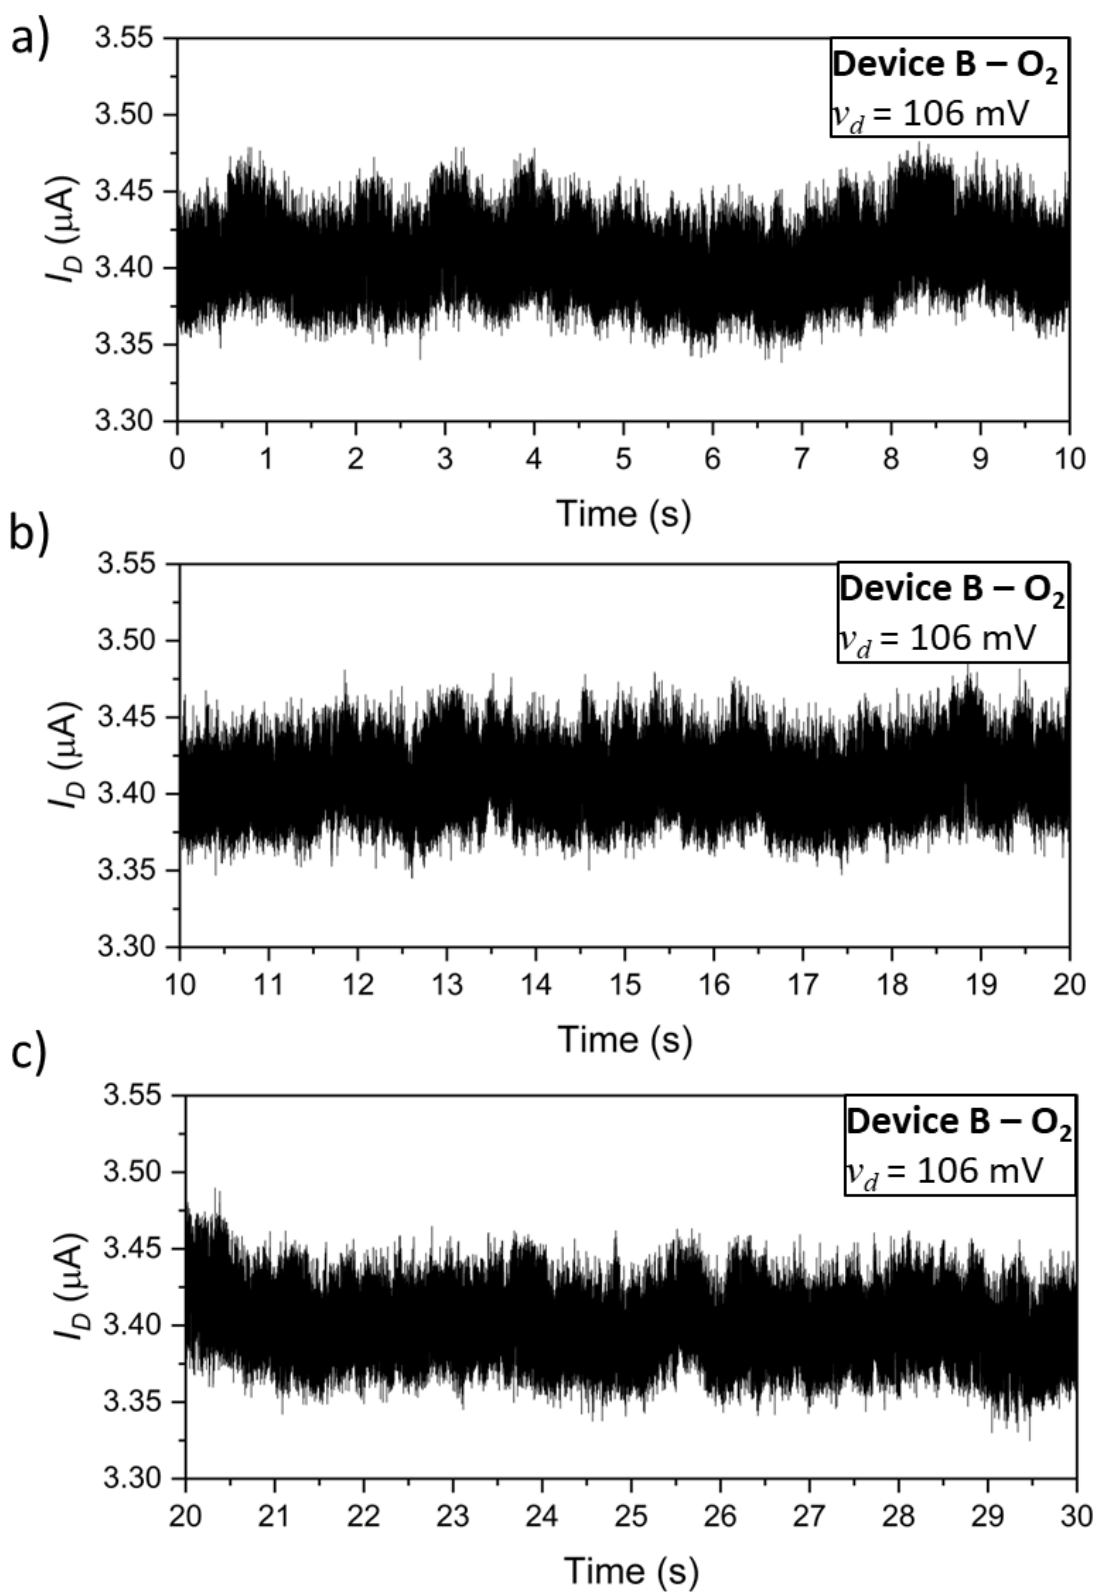 a)
3.55
3.50
3.45
3.40
3.35
3.30
I_D (μA)
Device B – O₂
v_d = 106 mV
0 1 2 3 4 5 6 7 8 9 10
Time (s)
b)
3.55
3.50
3.45
3.40
3.35
3.30
I_D (μA)
Device B – O₂
v_d = 106 mV
10 11 12 13 14 15 16 17 18 19 20
Time (s)
c)
3.55
3.50
3.45
3.40
3.35
3.30
I_D (μA)
Device B – O₂
v_d = 106 mV
20 21 22 23 24 25 26 27 28 29 30
Time (s)